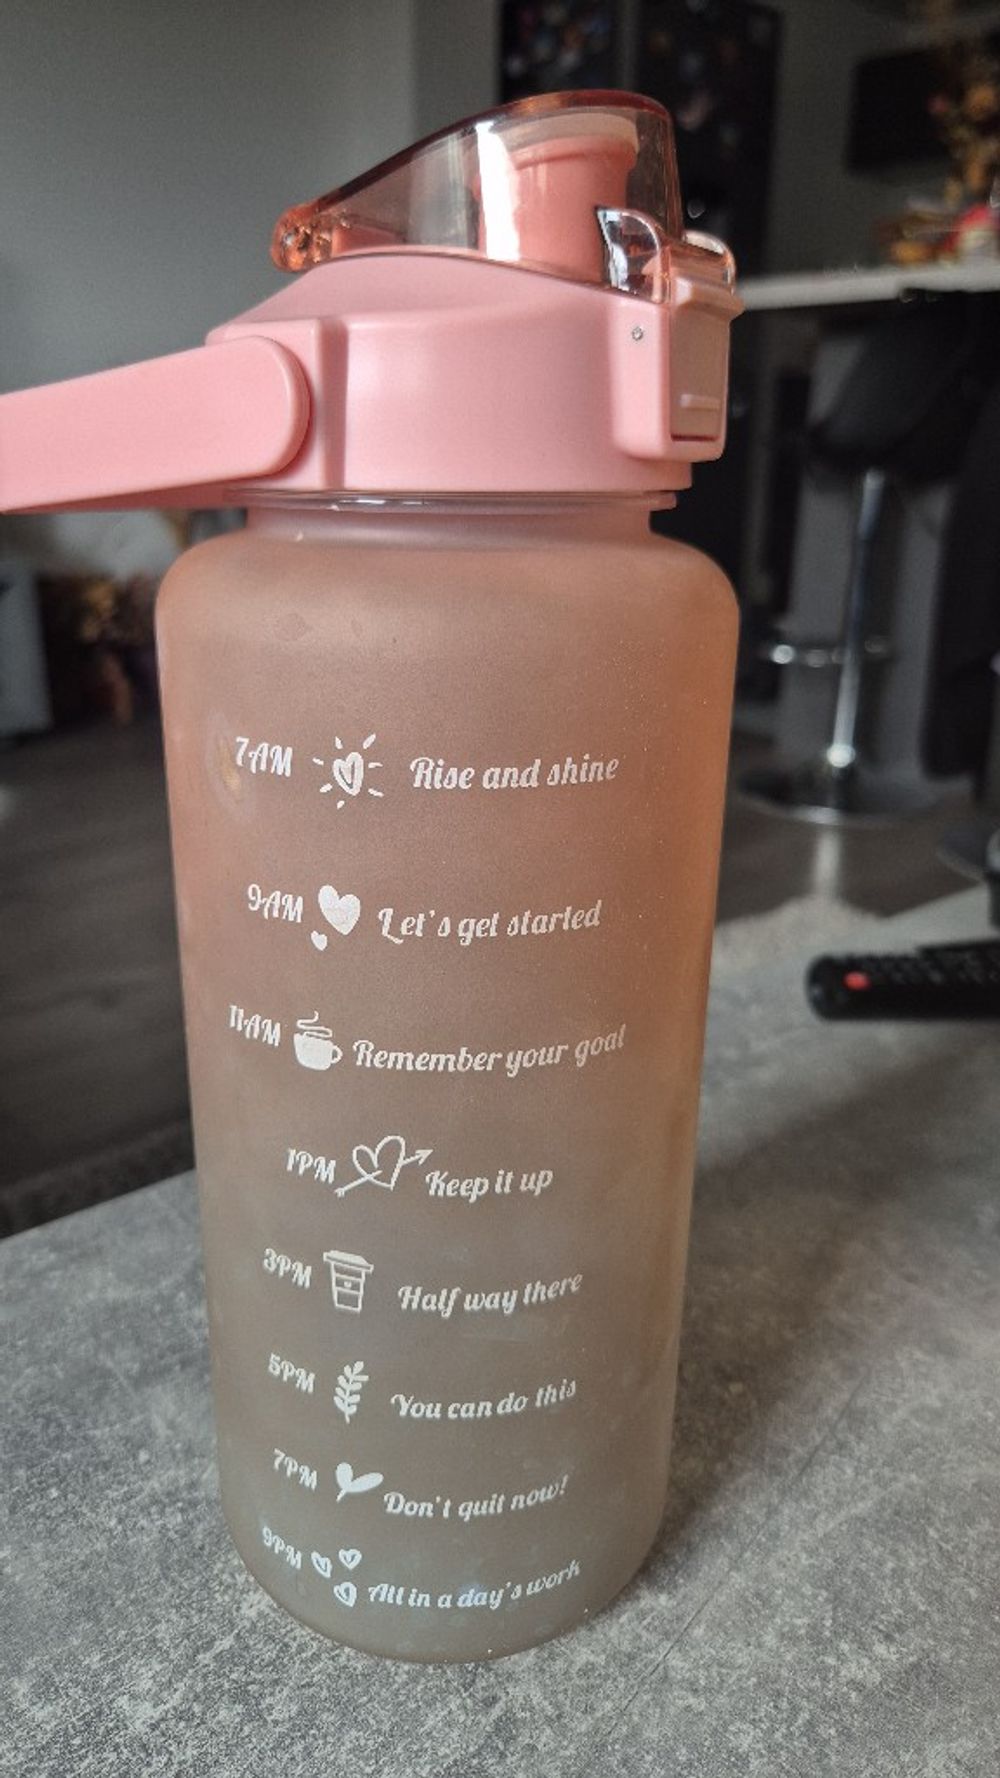 7AM Rise and shine
9AM Let's get started
11AM Remember your goal
1PM Keep it up
3PM Half way there
5PM You can do this
7PM Don't quit now!
9PM All in a day's work